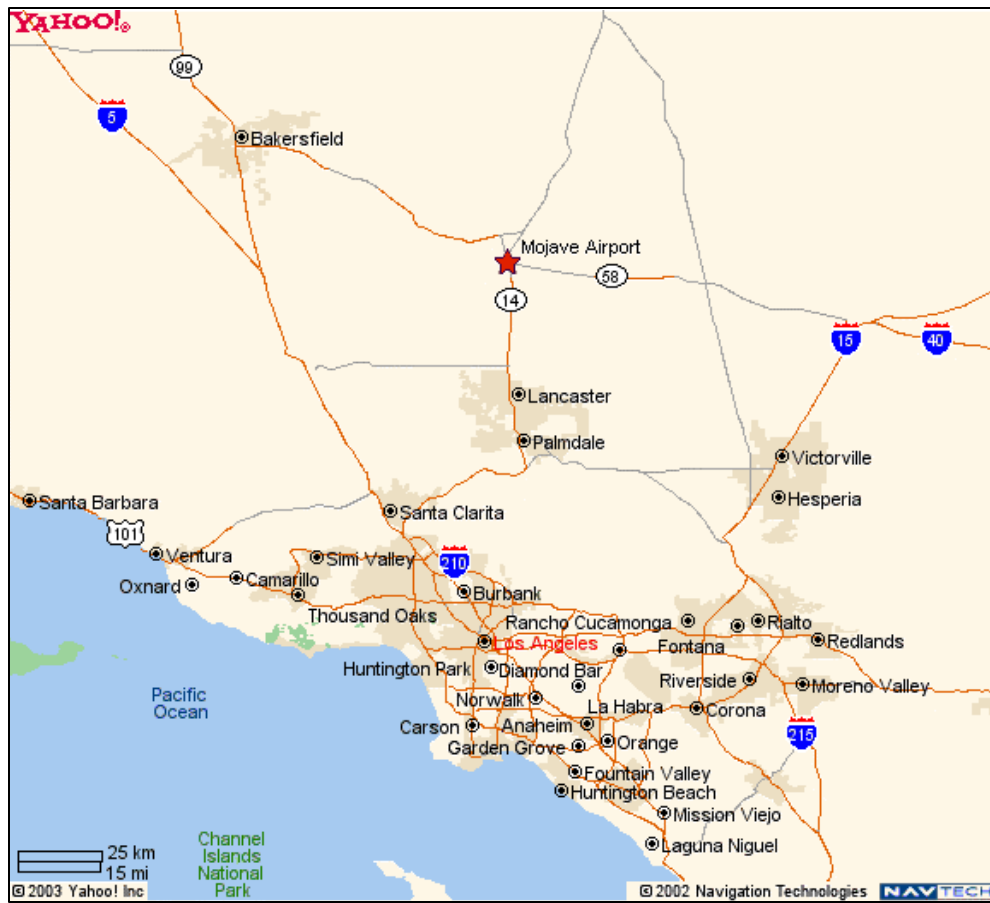 YAHOO!®
99
5
Bakersfield
Mojave Airport
58
14
15
40
Lancaster
Palmdale
Victorville
Hesperia
Santa Barbara
Santa Clarita
101
Ventura
Simi Valley
210
Oxnard
Camarillo
Burbank
Thousand Oaks
Rancho Cucamonga
Rialto
Los Angeles
Fontana
Redlands
Huntington Park
Diamond Bar
Riverside
Moreno Valley
Pacific
Ocean
Norwalk
La Habra
Corona
Carson
Anaheim
215
Garden Grove
Orange
Fountain Valley
Huntington Beach
Mission Viejo
Laguna Niguel
Channel
Islands
National
Park
25 km
15 mi
© 2003 Yahoo! Inc
© 2002 Navigation Technologies
NAVTECH